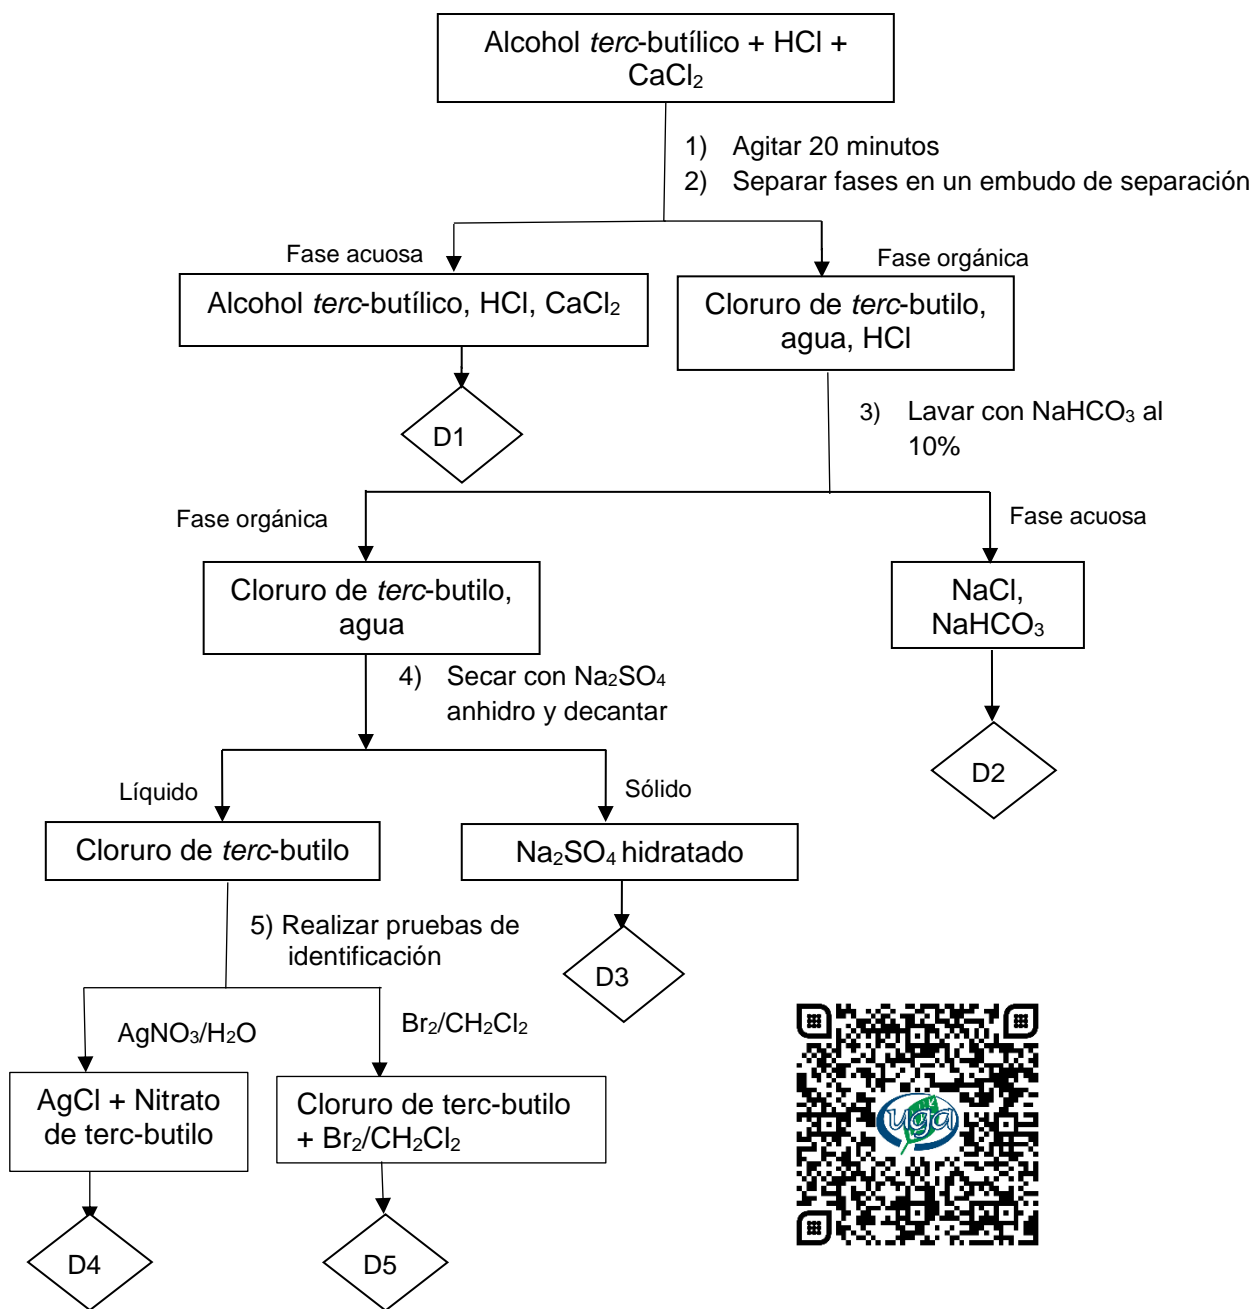 Alcohol terc-butílico + HCl +
CaCl₂
1) Agitar 20 minutos
2) Separar fases en un embudo de separación
Fase acuosa
Fase orgánica
Alcohol terc-butílico, HCl, CaCl₂
Cloruro de terc-butilo,
agua, HCl
D1
3) Lavar con NaHCO₃ al
10%
Fase orgánica
Fase acuosa
Cloruro de terc-butilo,
agua
NaCl,
NaHCO₃
4) Secar con Na₂SO₄
anhidro y decantar
D2
Líquido
Sólido
Cloruro de terc-butilo
Na₂SO₄ hidratado
5) Realizar pruebas de
identificación
D3
AgNO₃/H₂O
Br₂/CH₂Cl₂
AgCl + Nitrato
de terc-butilo
Cloruro de terc-butilo
+ Br₂/CH₂Cl₂
uga
D4
D5